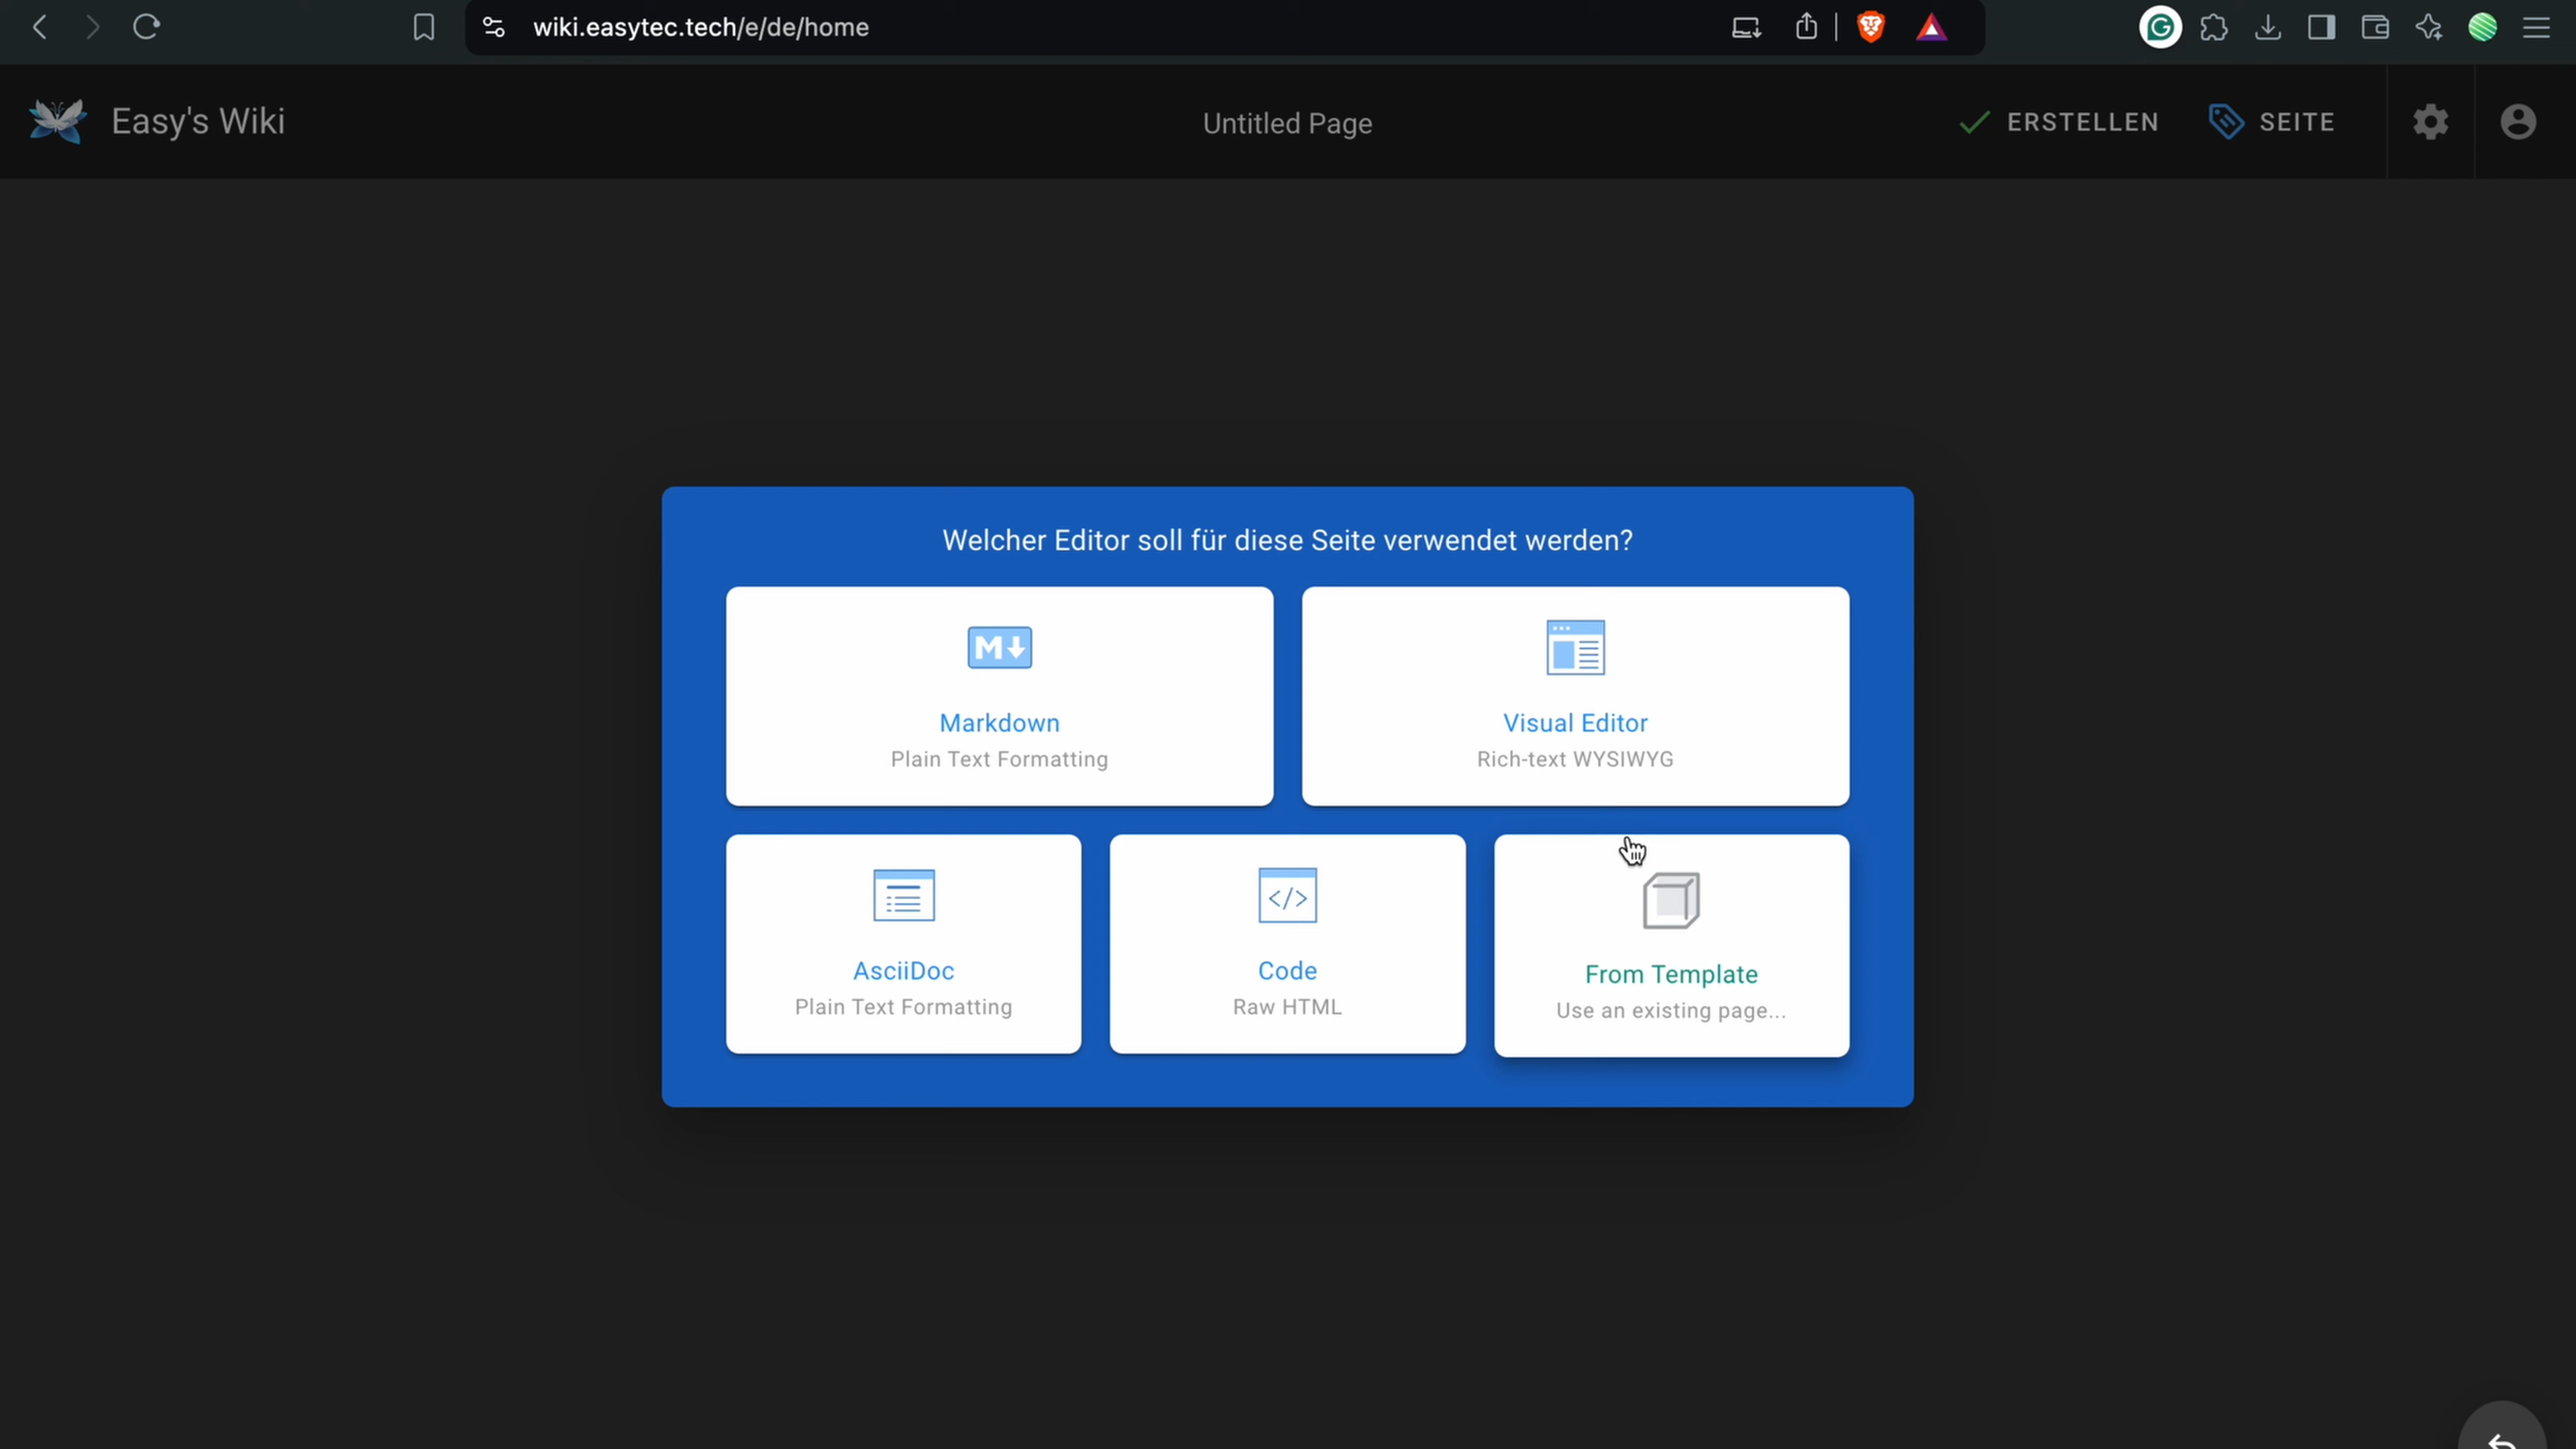 wiki.easytec.tech/e/de/home
Easy's Wiki
Untitled Page
ERSTELLEN
SEITE
Welcher Editor soll für diese Seite verwendet werden?
M
Markdown
Plain Text Formatting
Visual Editor
Rich-text WYSIWYG
AsciiDoc
Plain Text Formatting
</>
Code
Raw HTML
From Template
Use an existing page...